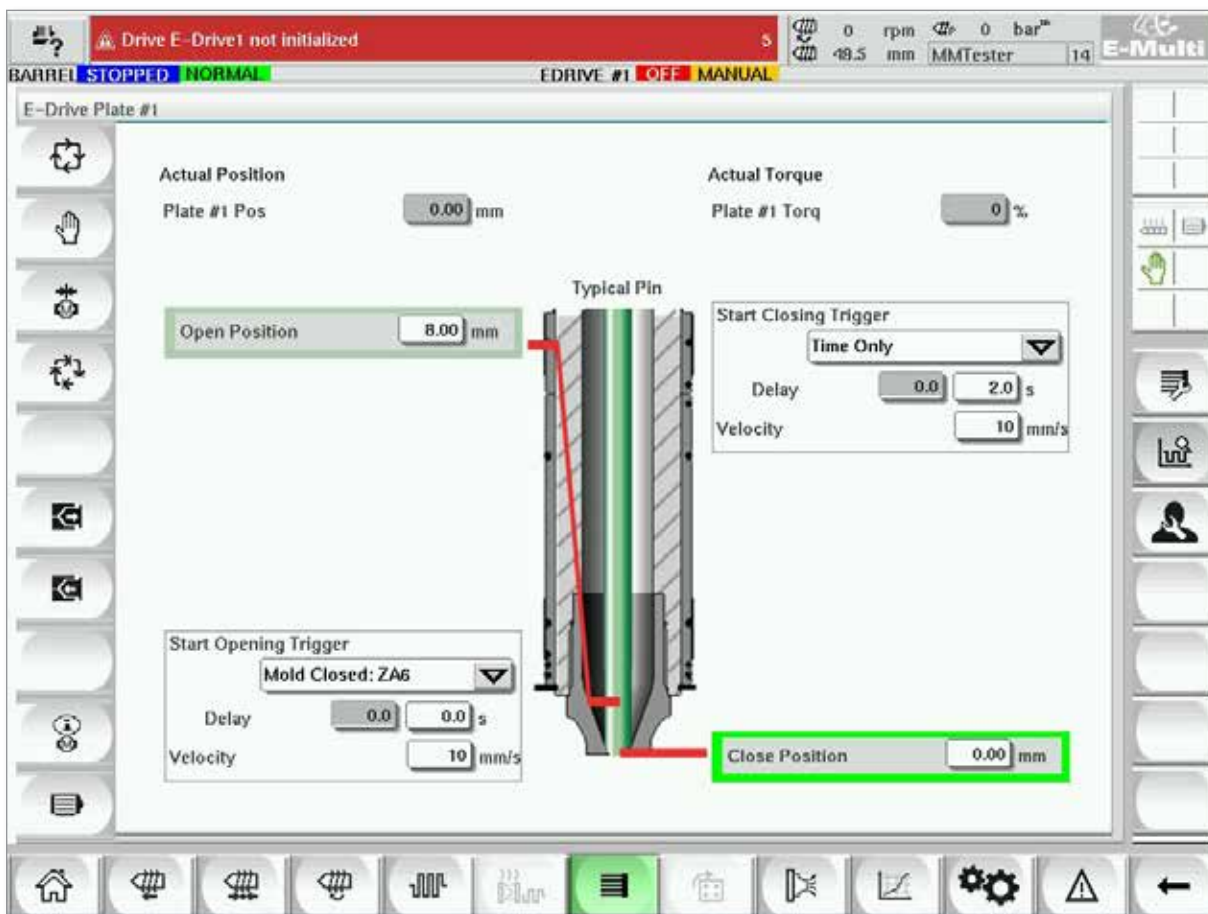 Drive E-Drive1 not initialized 5
0 rpm 0 bar
49.5 mm MMTester 14
E-Multi
BARREL STOPPED NORMAL EDRIVE #1 OFF MANUAL
E-Drive Plate #1
Actual Position
Plate #1 Pos 0.00 mm
Actual Torque
Plate #1 Torq 0 %
Typical Pin
Open Position 8.00 mm
Start Closing Trigger
Time Only
Delay 0.0 2.0 s
Velocity 10 mm/s
Start Opening Trigger
Mold Closed: ZA6
Delay 0.0 0.0 s
Velocity 10 mm/s
Close Position 0.00 mm